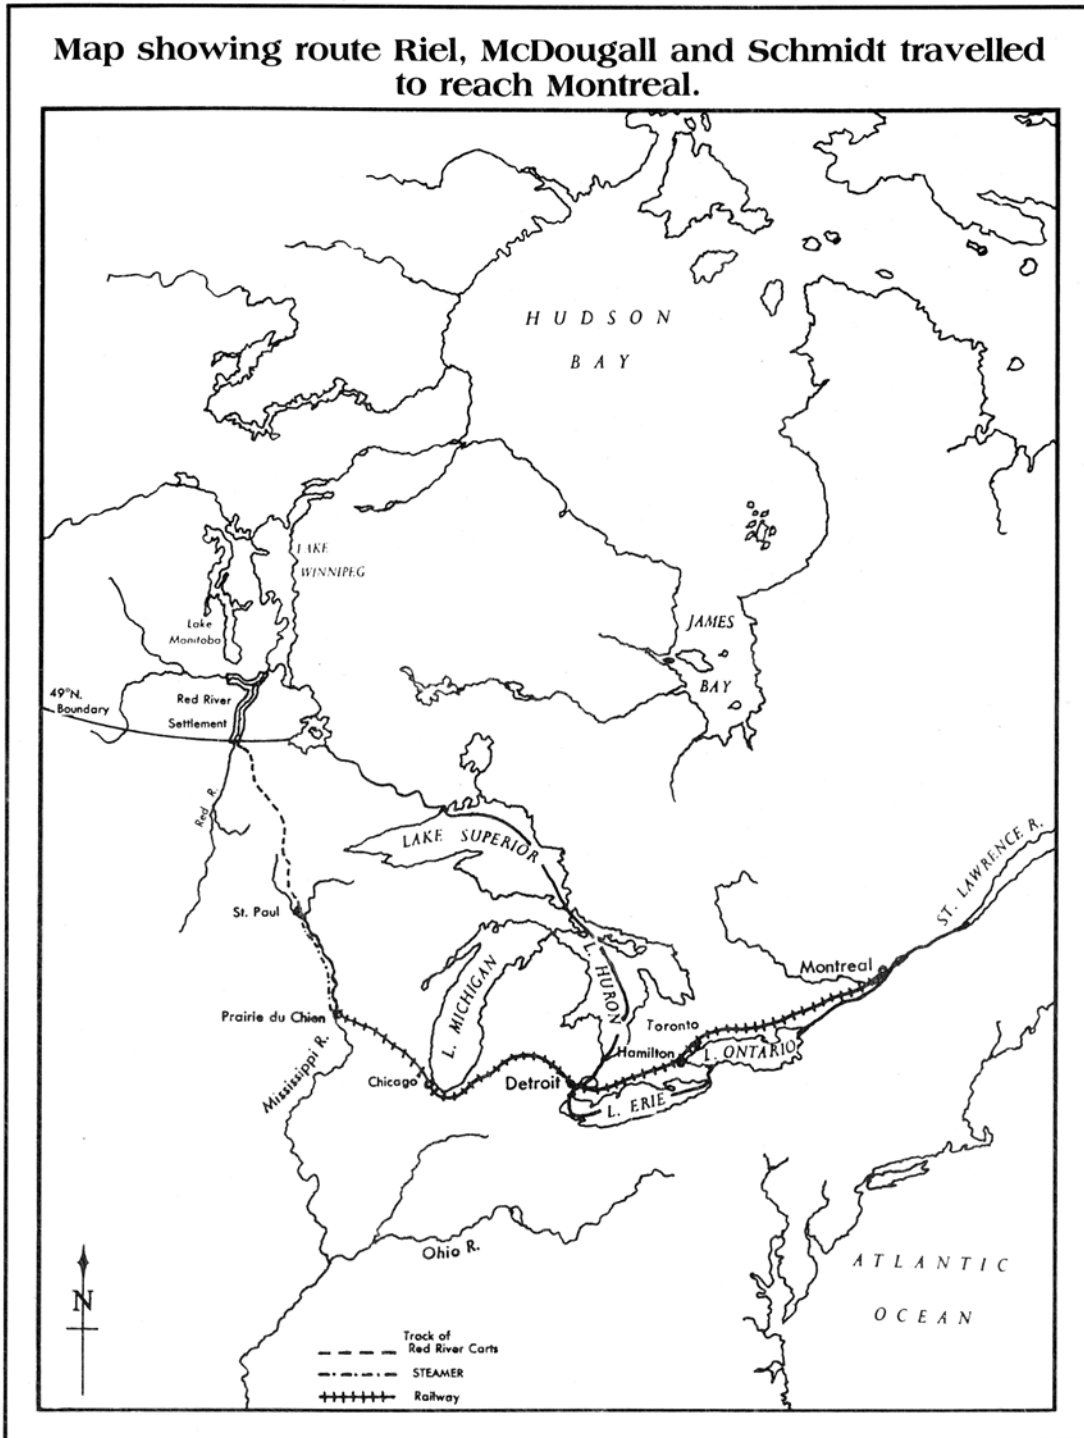 Map showing route Riel, McDougall and Schmidt travelled
to reach Montreal.
HUDSON
BAY
LAKE
WINNIPEG
Lake
Manitoba
JAMES
BAY
49°N.
Boundary
Red River
Settlement
Red R.
LAKE SUPERIOR
ST. LAWRENCE R.
St. Paul
L. MICHIGAN
L. HURON
Montreal
Prairie du Chien
Toronto
Mississippi R.
Hamilton
L. ONTARIO
Chicago
Detroit
L. ERIE
Ohio R.
ATLANTIC
OCEAN
N
Track of
Red River Carts
STEAMER
Railway